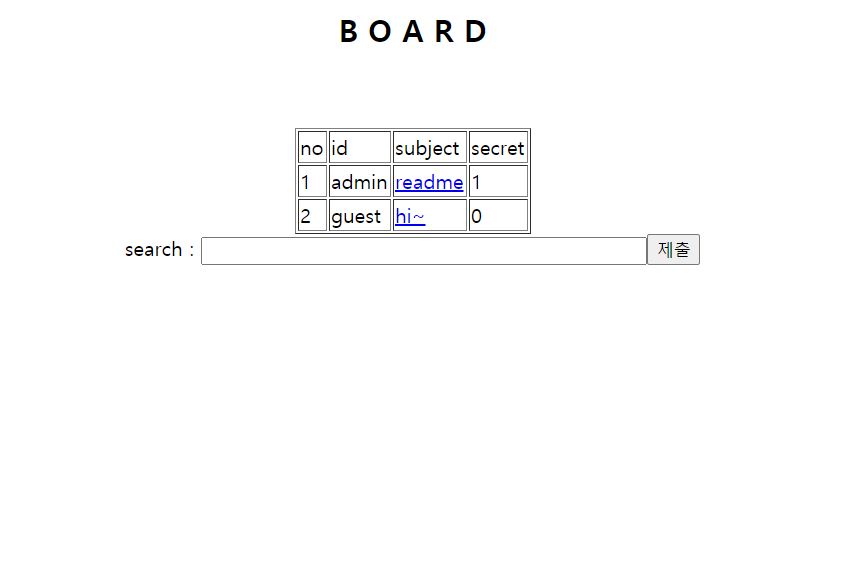 B O A R D
no id subject secret
1 admin readme 1
2 guest hi~ 0
search : 제출